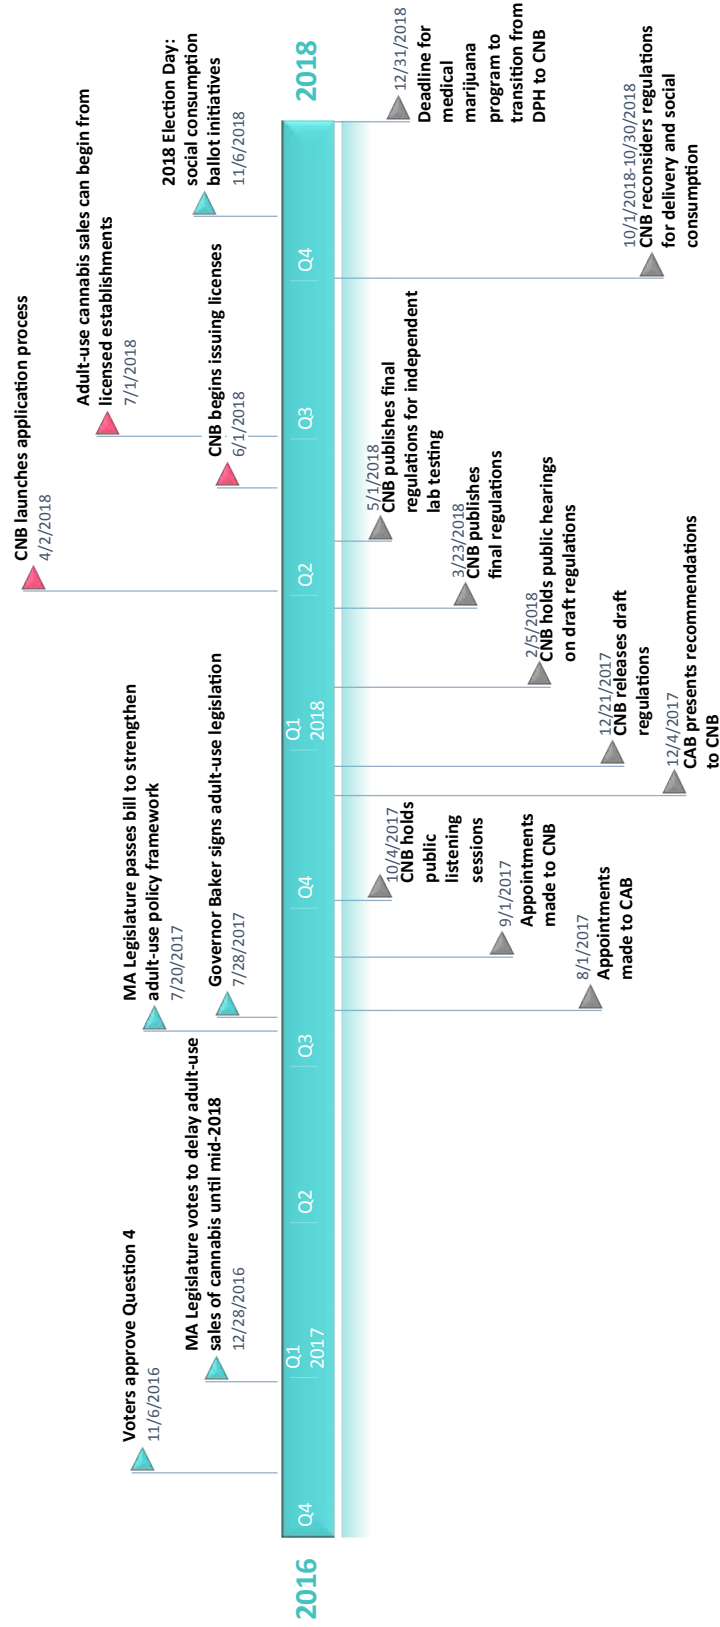 Voters approve Question 4
11/6/2016
MA Legislature votes to delay adult-use
sales of cannabis until mid-2018
12/28/2016
MA Legislature passes bill to strengthen
adult-use policy framework
7/20/2017
Governor Baker signs adult-use legislation
7/28/2017
CNB launches application process
4/2/2018
CNB begins issuing licenses
6/1/2018
Adult-use cannabis sales can begin from
licensed establishments
7/1/2018
2018 Election Day:
social consumption
ballot initiatives
11/6/2018
2016
Q4
Q1
2017
Q2
Q3
Q4
Q1
2018
Q2
Q3
Q4
2018
8/1/2017
Appointments
made to CAB
9/1/2017
Appointments
made to CNB
10/4/2017
CNB holds
public
listening
sessions
12/4/2017
CAB presents recommendations
to CNB
12/21/2017
CNB releases draft
regulations
2/5/2018
CNB holds public hearings
on draft regulations
3/23/2018
CNB publishes
final regulations
5/1/2018
CNB publishes final
regulations for independent
lab testing
10/1/2018-10/30/2018
CNB reconsiders regulations
for delivery and social
consumption
12/31/2018
Deadline for
medical
marijuana
program to
transition from
DPH to CNB